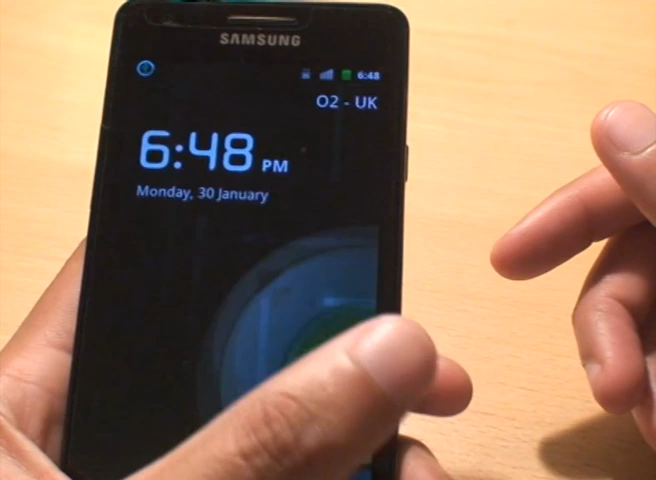 SAMSUNG
6:48
O2 - UK
6:48 PM
Monday, 30 January